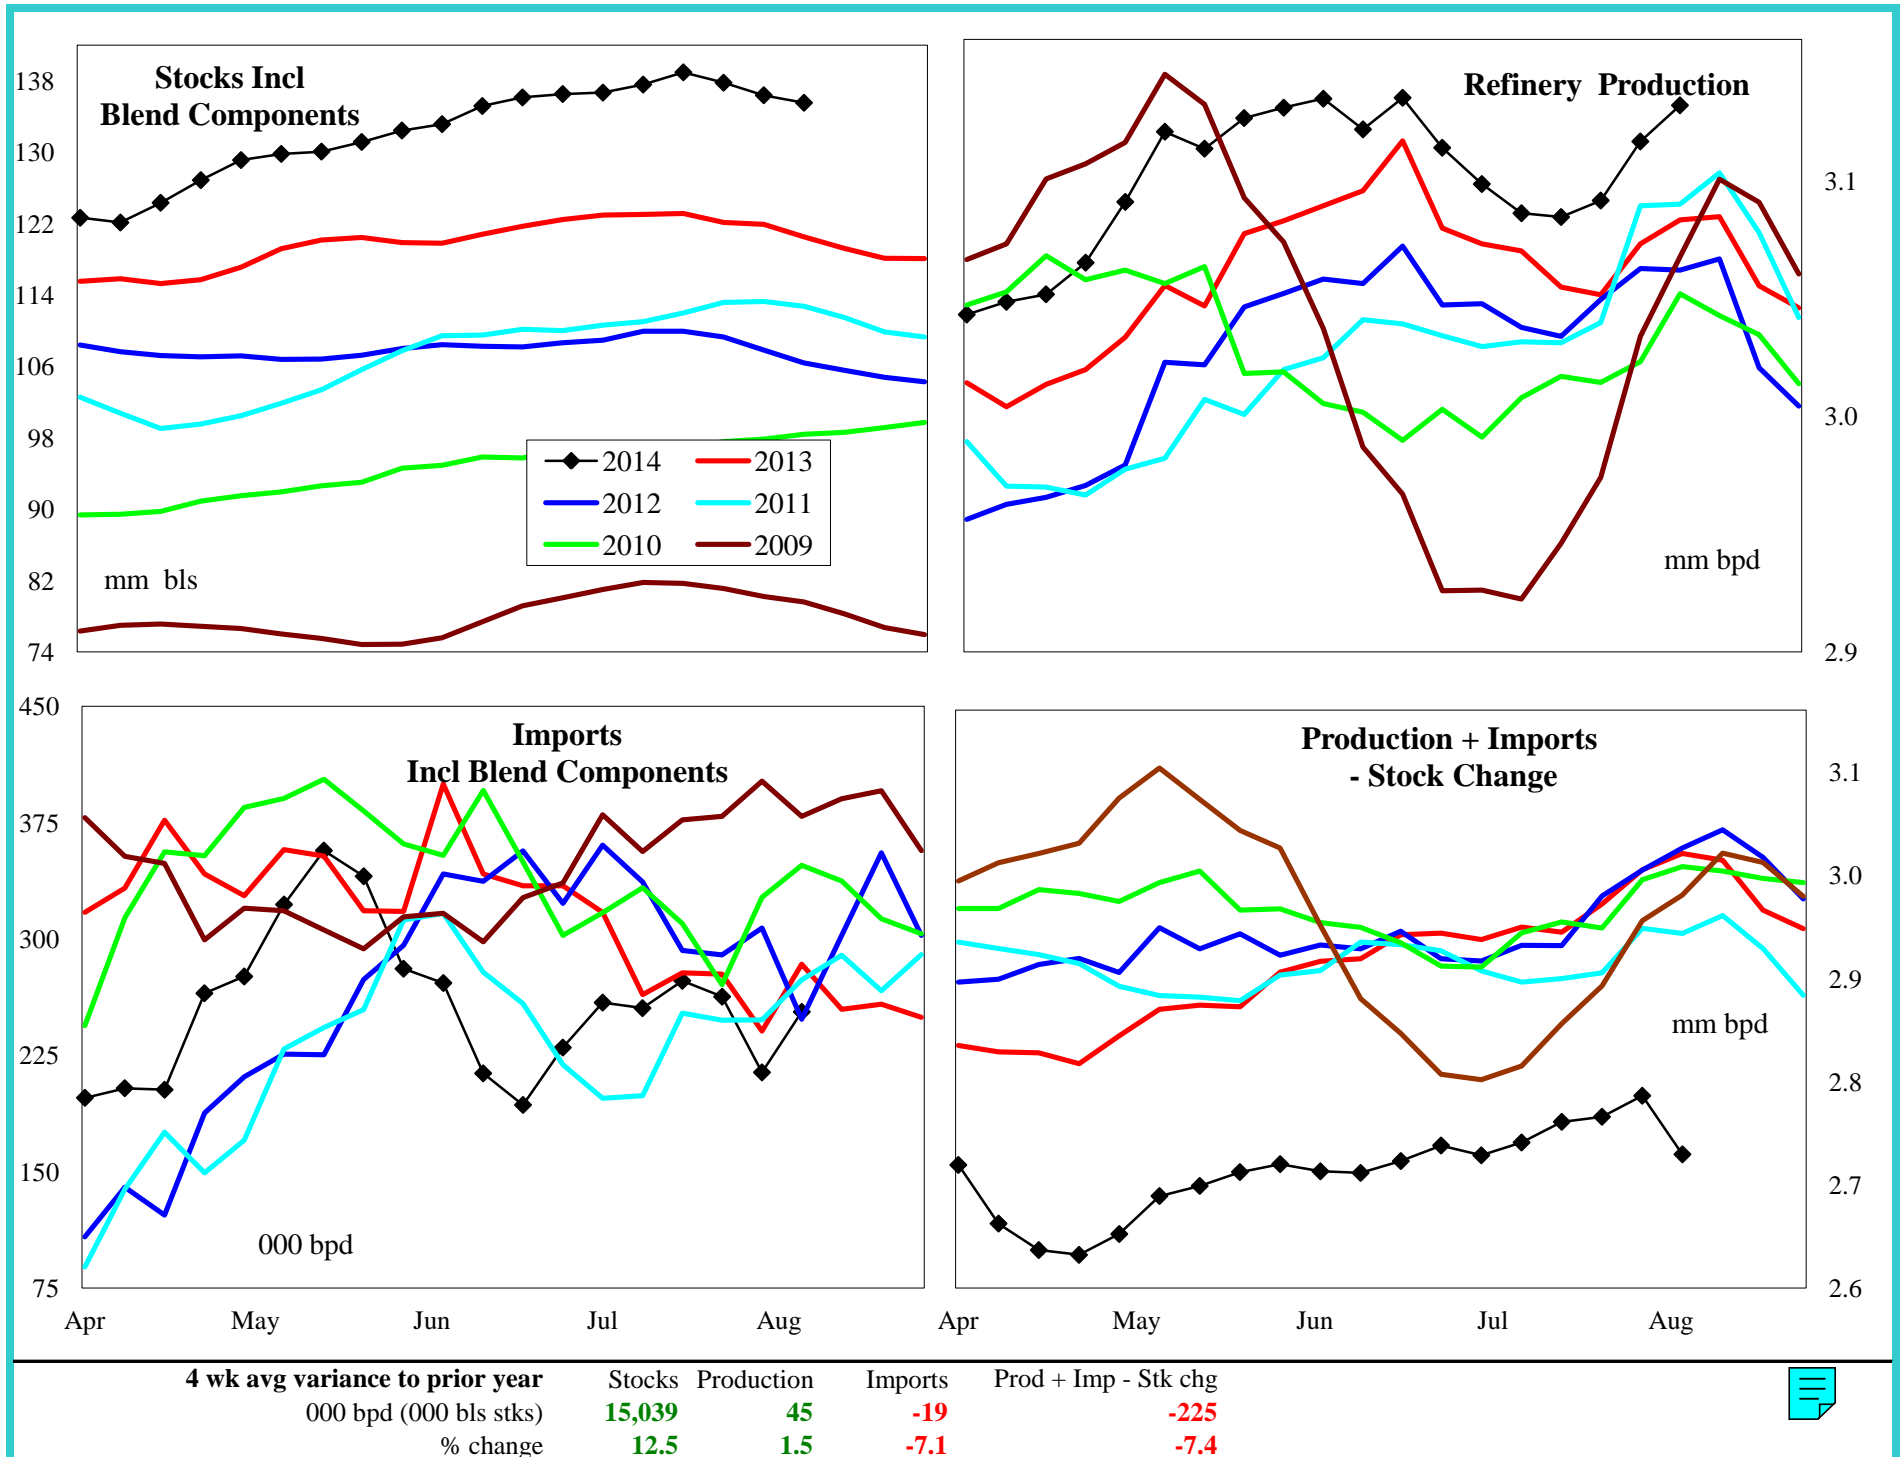 Stocks Incl
Blend Components
138
130
122
114
106
98
90
82
74
2014 2013
2012 2011
2010 2009
mm bls
Refinery Production
3.1
3.0
2.9
mm bpd
Imports
Incl Blend Components
450
375
300
225
150
75
000 bpd
Apr May Jun Jul Aug
Production + Imports
- Stock Change
3.1
3.0
2.9
2.8
2.7
2.6
mm bpd
Apr May Jun Jul Aug
4 wk avg variance to prior year Stocks Production Imports Prod + Imp - Stk chg
000 bpd (000 bls stks) 15,039 45 -19 -225
% change 12.5 1.5 -7.1 -7.4